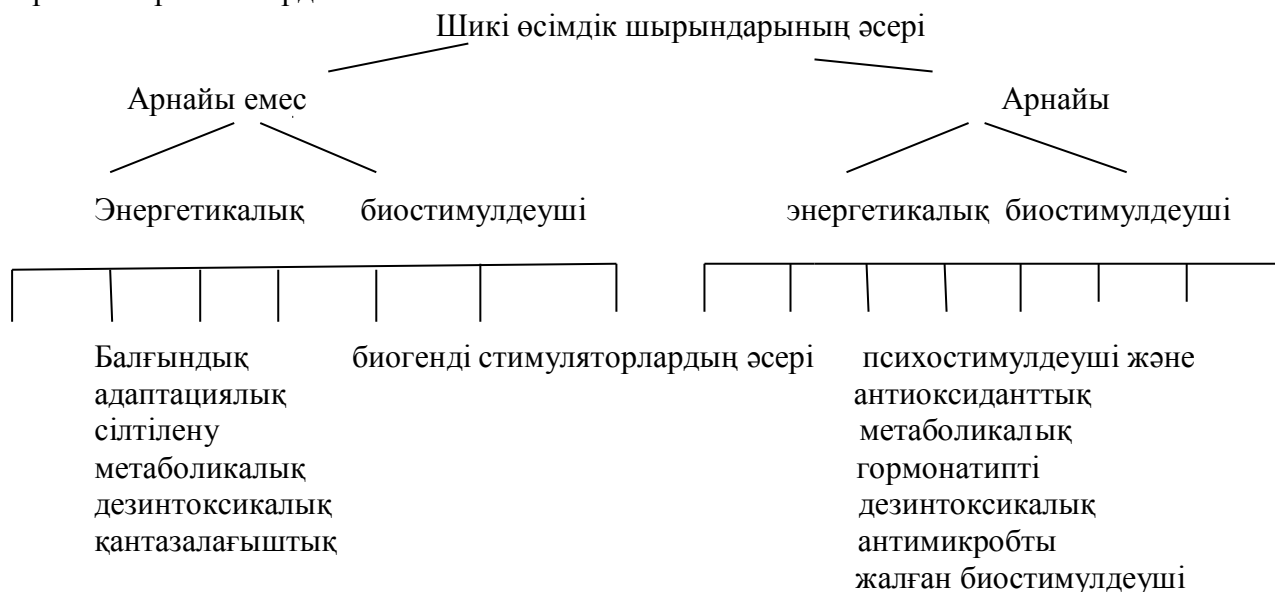 Шикі өсімдік шырындарының әсері
Арнайы емес Арнайы
Энергетикалық биостимулдеуші энергетикалық биостимулдеуші
Балғындық биогенді стимуляторлардың әсері психостимулдеуші және
адаптациялық антиоксиданттық
сілтілену метаболикалық
метаболикалық гормонатипті
дезинтоксикалық дезинтоксикалық
қантазалағыштық антимикробты
жалған биостимулдеуші